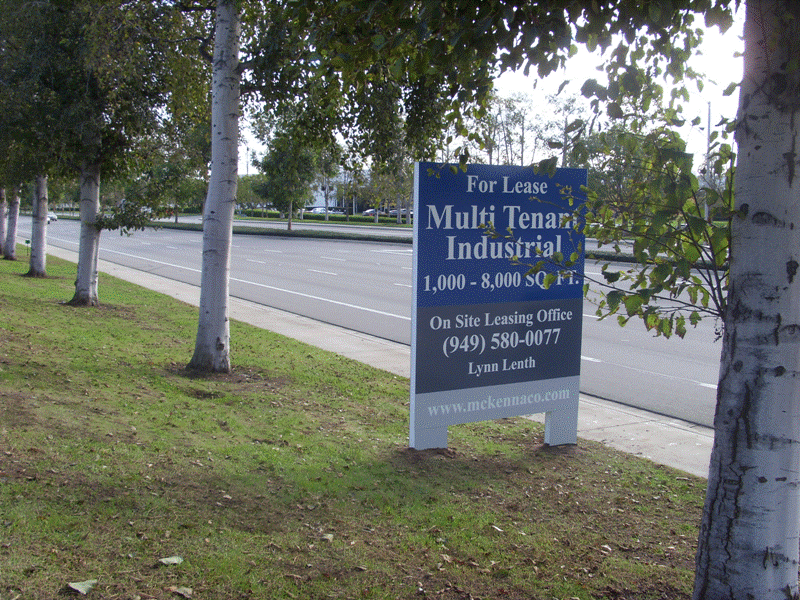 For Lease
Multi Tenant
Industrial
1,000 - 8,000 SQ. FT.
On Site Leasing Office
(949) 580-0077
Lynn Lenth
www.mckennaco.com